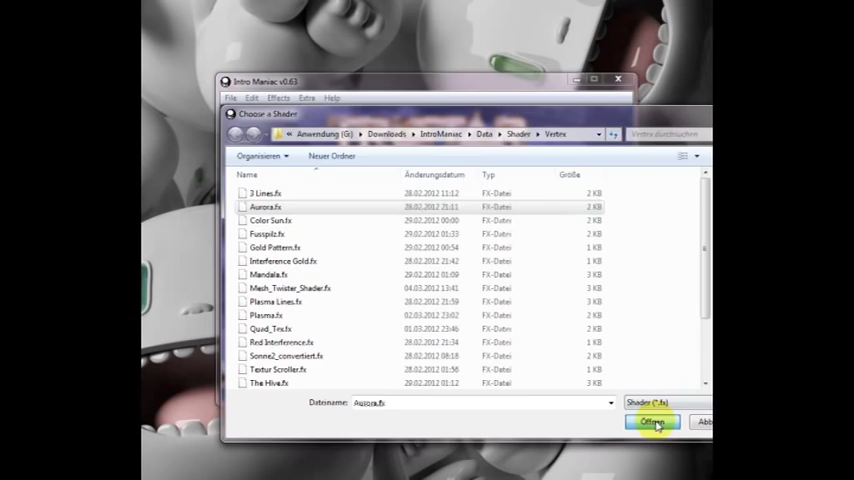 Intro Maniac v0.63
File Edit Effects Extra Help
Choose a Shader
« Anwendung (G:) Downloads IntroManiac Data Shader Vertex Vertex durchsuchen
Organisieren Neuer Ordner
Name Änderungsdatum Typ Größe
3 Lines.fx 28.02.2012 11:12 FX-Datei 2 KB
Aurora.fx 28.02.2012 21:11 FX-Datei 2 KB
Color Sun.fx 29.02.2012 00:00 FX-Datei 2 KB
Fusspilz.fx 29.02.2012 01:33 FX-Datei 2 KB
Gold Pattern.fx 29.02.2012 00:54 FX-Datei 1 KB
Interference Gold.fx 28.02.2012 21:42 FX-Datei 1 KB
Mandala.fx 29.02.2012 01:09 FX-Datei 3 KB
Mesh_Twister_Shader.fx 04.03.2012 13:41 FX-Datei 3 KB
Plasma Lines.fx 28.02.2012 21:59 FX-Datei 2 KB
Plasma.fx 02.03.2012 23:02 FX-Datei 2 KB
Quad_Tex.fx 01.03.2012 23:46 FX-Datei 2 KB
Red Interference.fx 28.02.2012 21:34 FX-Datei 1 KB
Sonne2_convertiert.fx 28.02.2012 08:18 FX-Datei 2 KB
Textur Scroller.fx 28.02.2012 01:56 FX-Datei 1 KB
The Hive.fx 29.02.2012 01:12 FX-Datei 3 KB
Dateiname: Aurora.fx Shader (*.fx)
Öffnen Abb